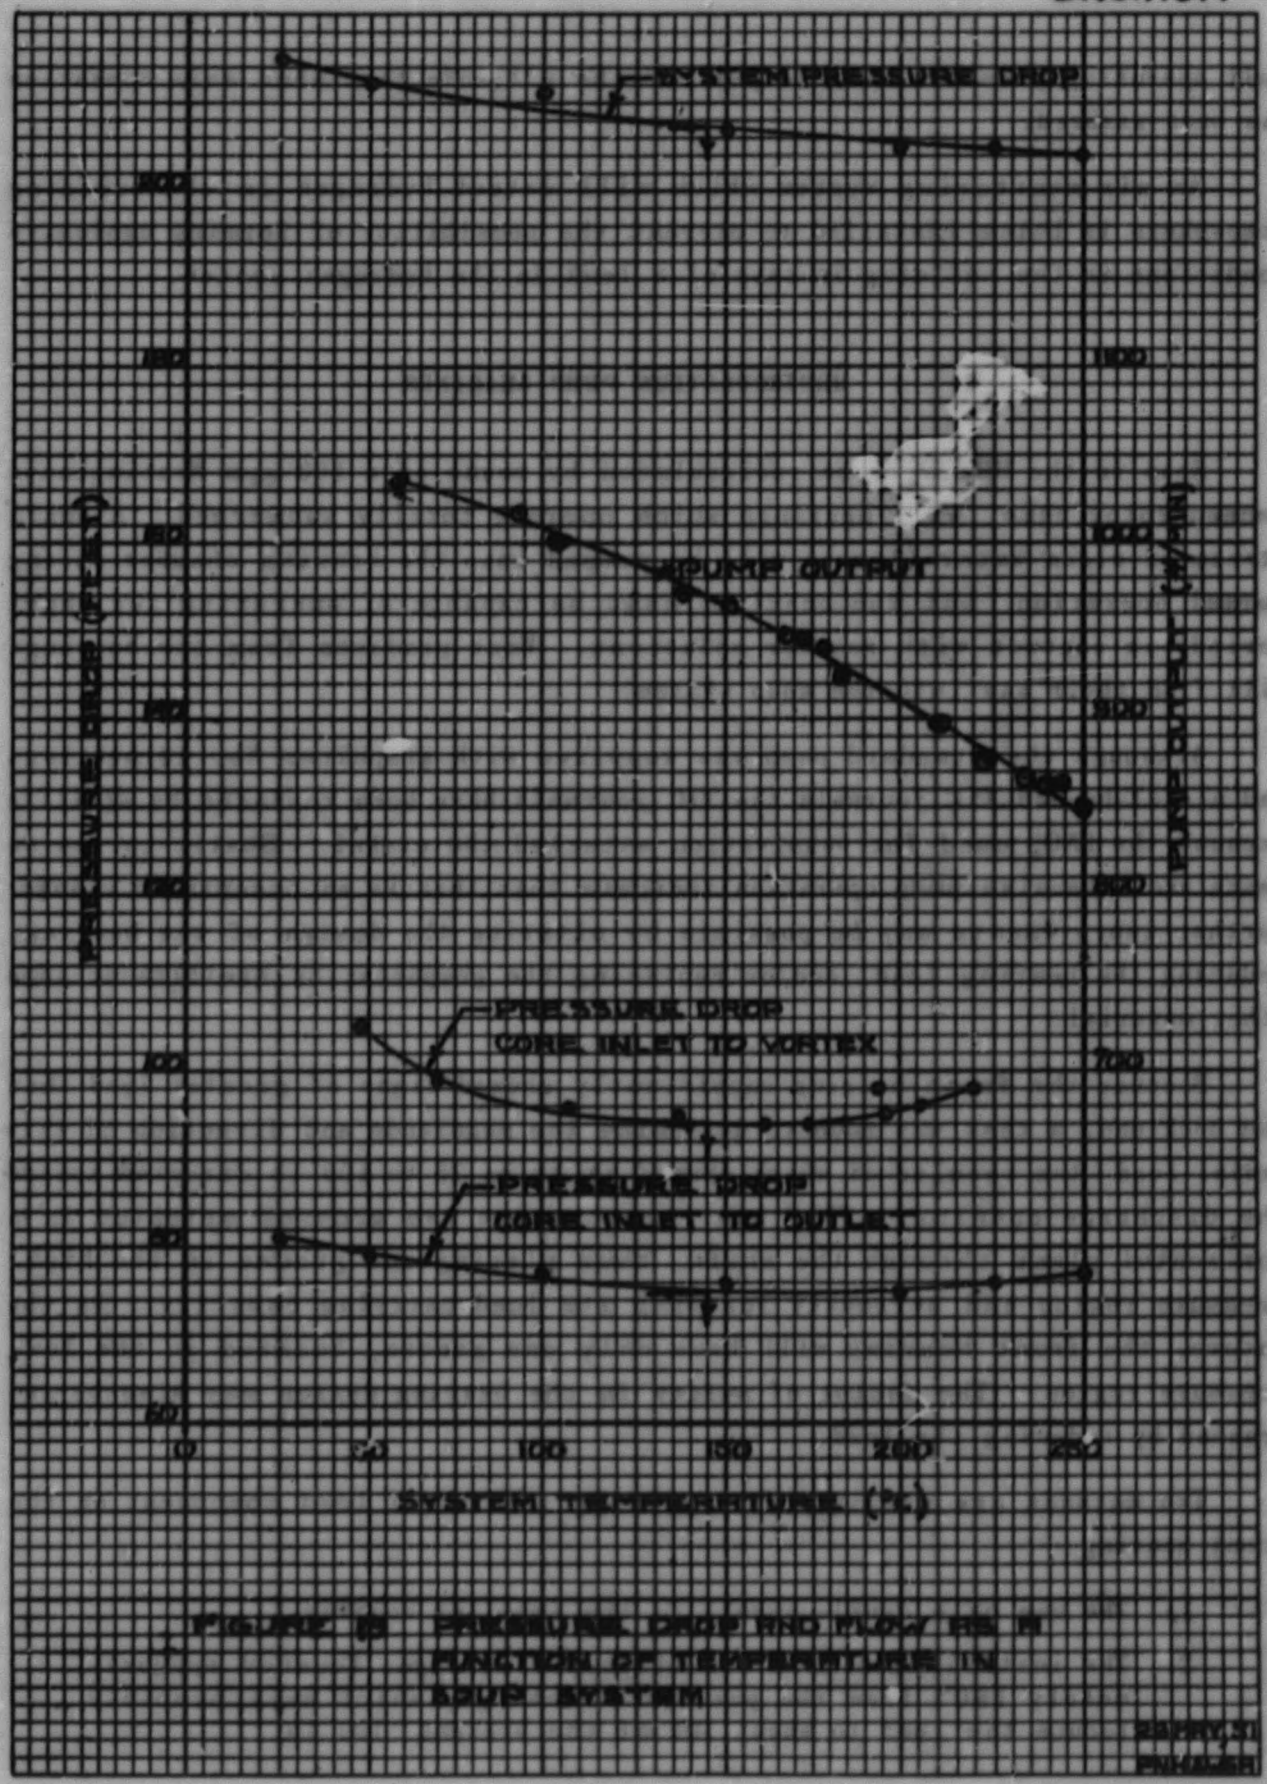 SYSTEM PRESSURE DROP
200
180
160
140
120
100
80
60
PRESSURE DROP (FEET)
1100
1000
900
800
700
PUMP OUTPUT (#/MIN)
PUMP OUTPUT
PRESSURE DROP
CORE INLET TO VORTEX
PRESSURE DROP
CORE INLET TO OUTLET
0 50 100 150 200 250
SYSTEM TEMPERATURE (°C)
FIGURE PRESSURE DROP AND FLOW AS A
FUNCTION OF TEMPERATURE IN
SOUP SYSTEM